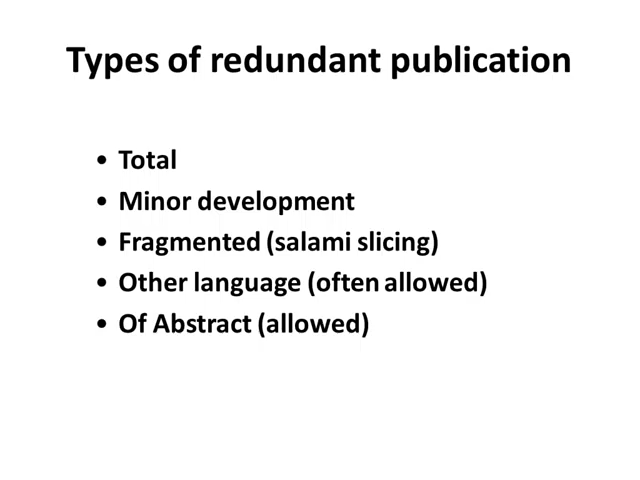 Types of redundant publication
• Total
• Minor development
• Fragmented (salami slicing)
• Other language (often allowed)
• Of Abstract (allowed)